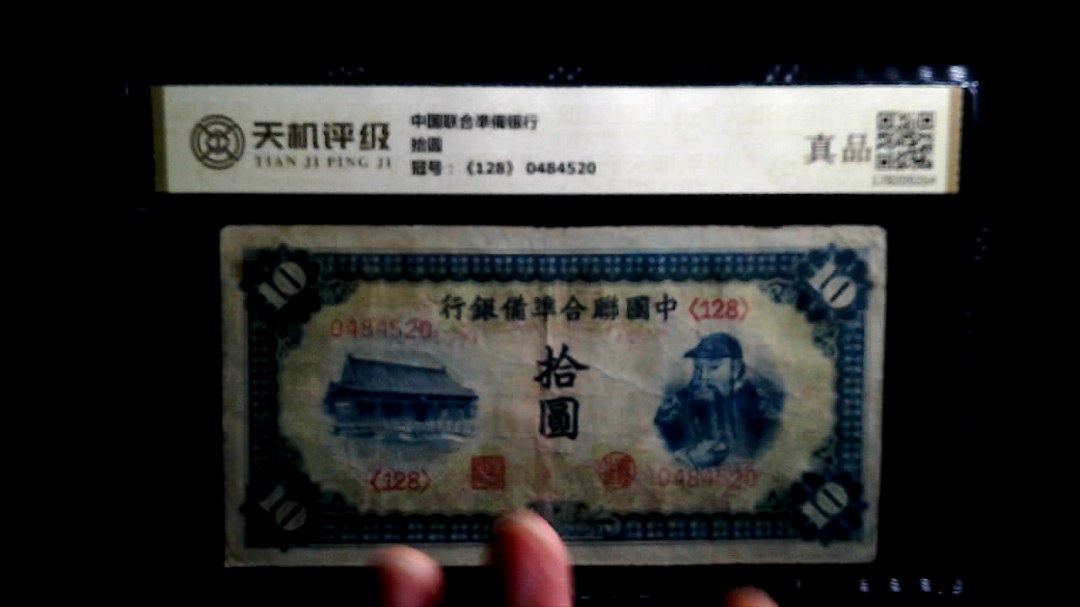 天机评级
TIAN JI PING JI
中国联合準備银行
拾圆
冠号：《128》 0484520
真品
10
10
行銀備準合聯國中《128》
0484520
拾
圓
《128》
0484520
10
10